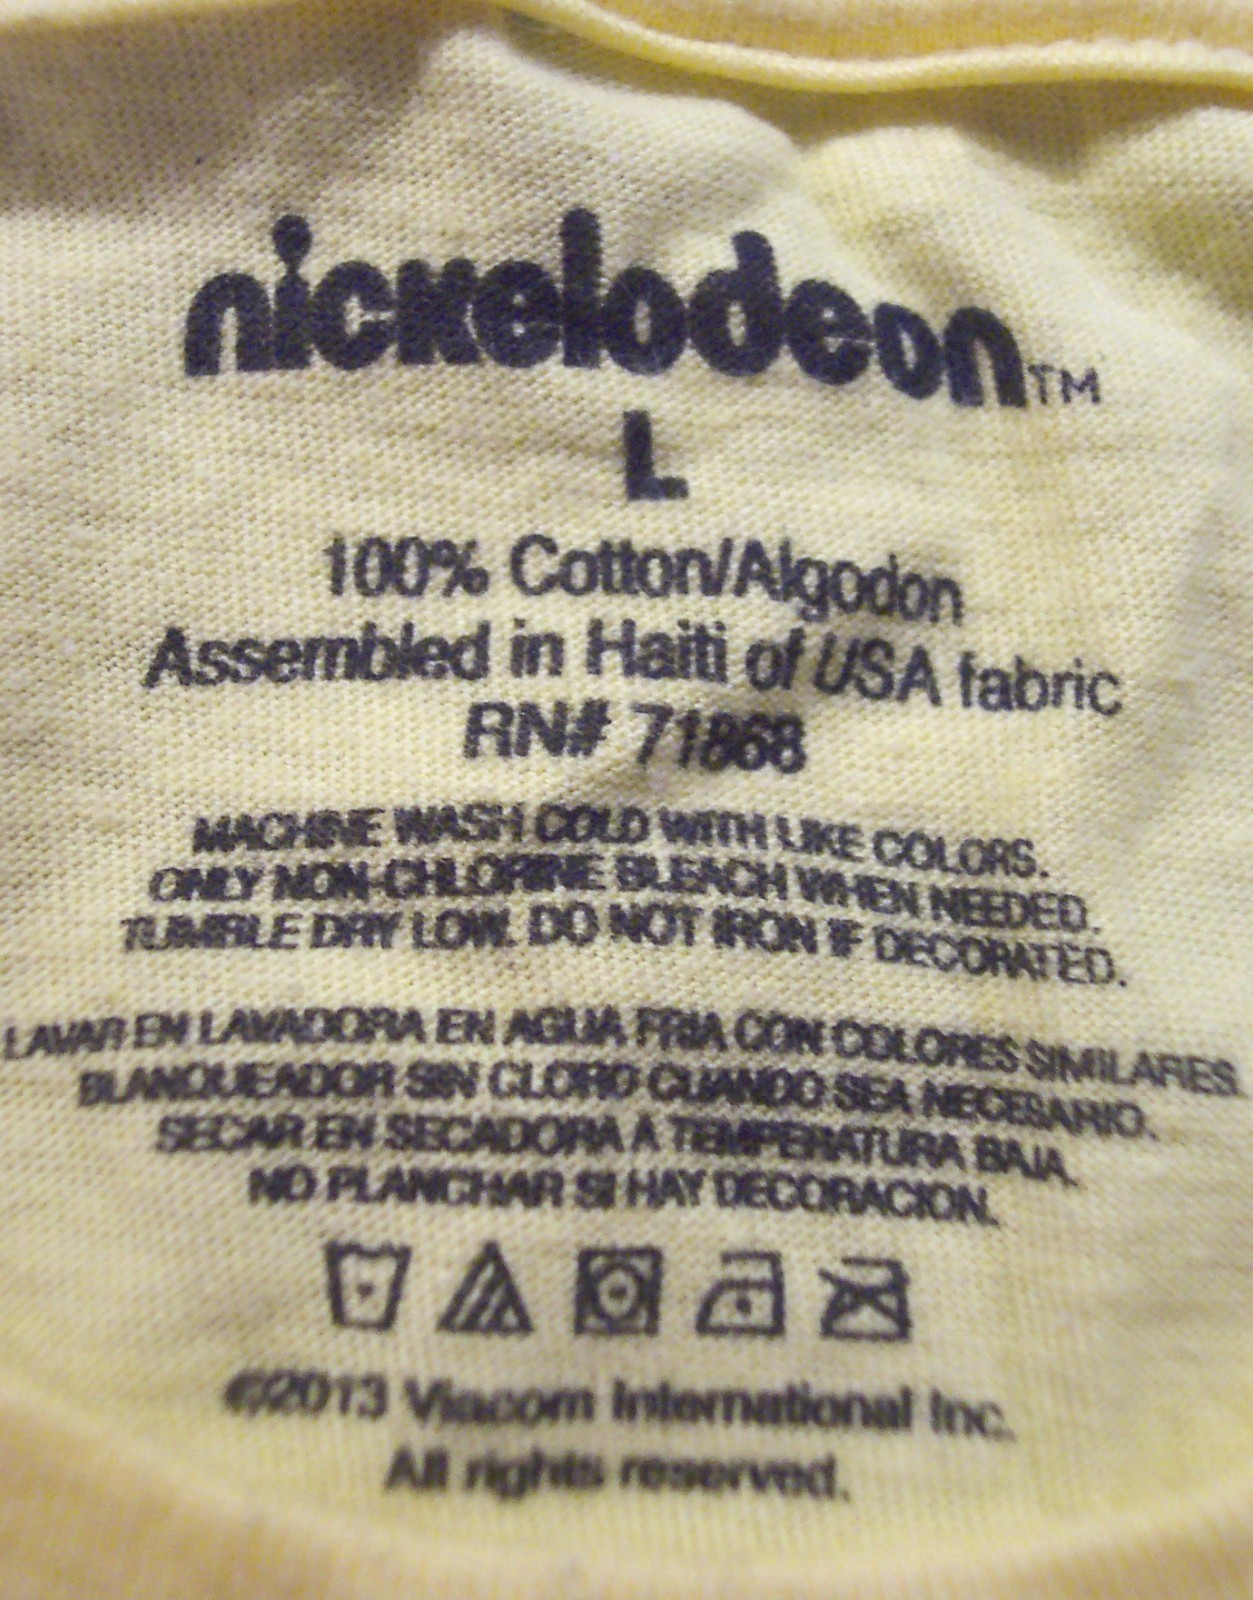 nickelodeon™
L
100% Cotton/Algodon
Assembled in Haiti of USA fabric
RN# 71868
MACHINE WASH COLD WITH LIKE COLORS.
ONLY NON-CHLORINE BLEACH WHEN NEEDED.
TUMBLE DRY LOW. DO NOT IRON IF DECORATED.
LAVAR EN LAVADORA EN AGUA FRIA CON COLORES SIMILARES.
BLANQUEADOR SIN CLORO CUANDO SEA NECESARIO.
SECAR EN SECADORA A TEMPERATURA BAJA.
NO PLANCHAR SI HAY DECORACION.
©2013 Viacom International Inc.
All rights reserved.